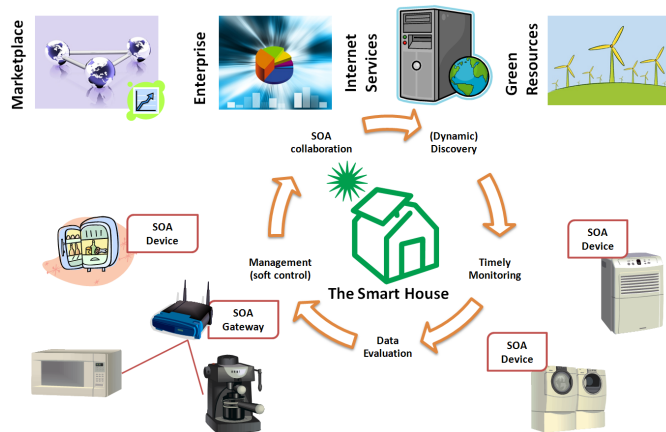 Marketplace
Enterprise
Internet
Services
Green
Resources
SOA
collaboration
(Dynamic)
Discovery
SOA
Device
SOA
Device
Management
(soft control)
Timely
Monitoring
The Smart House
SOA
Gateway
Data
Evaluation
SOA
Device